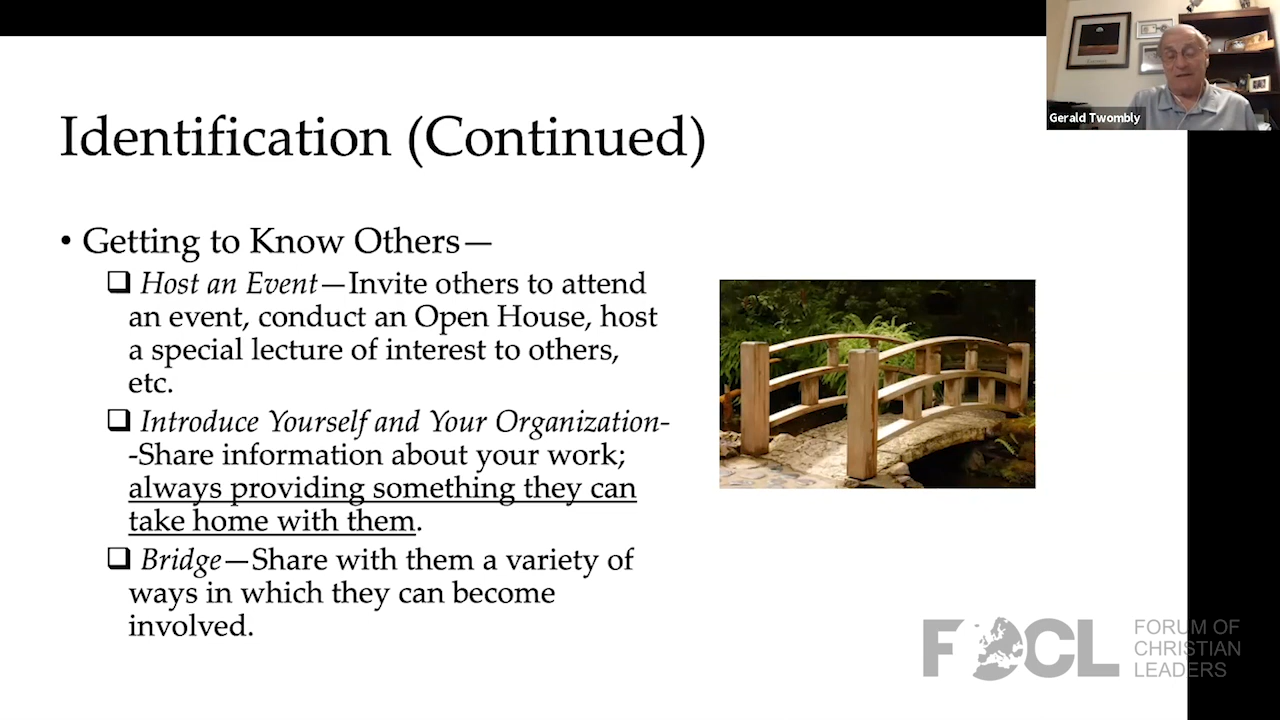 Gerald Twombly
Identification (Continued)
• Getting to Know Others—
❑ Host an Event—Invite others to attend
an event, conduct an Open House, host
a special lecture of interest to others,
etc.
❑ Introduce Yourself and Your Organization-
-Share information about your work;
always providing something they can
take home with them.
❑ Bridge—Share with them a variety of
ways in which they can become
involved.
FOCL
FORUM OF
CHRISTIAN
LEADERS